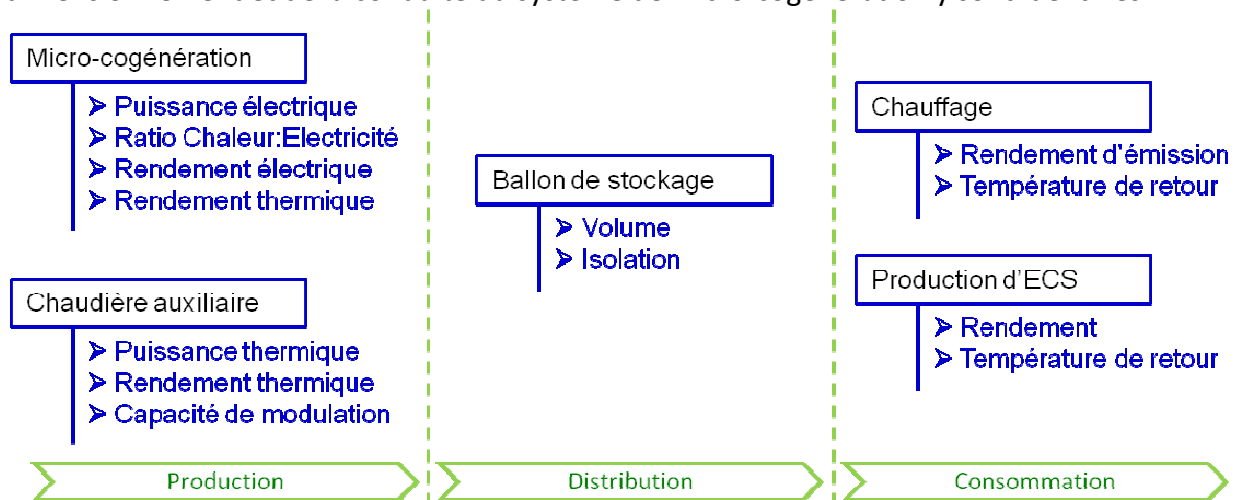 Micro-cogénération
➢ Puissance électrique
➢ Ratio Chaleur:Electricité
➢ Rendement électrique
➢ Rendement thermique
Chaudière auxiliaire
➢ Puissance thermique
➢ Rendement thermique
➢ Capacité de modulation
Ballon de stockage
➢ Volume
➢ Isolation
Chauffage
➢ Rendement d'émission
➢ Température de retour
Production d'ECS
➢ Rendement
➢ Température de retour
Production
Distribution
Consommation